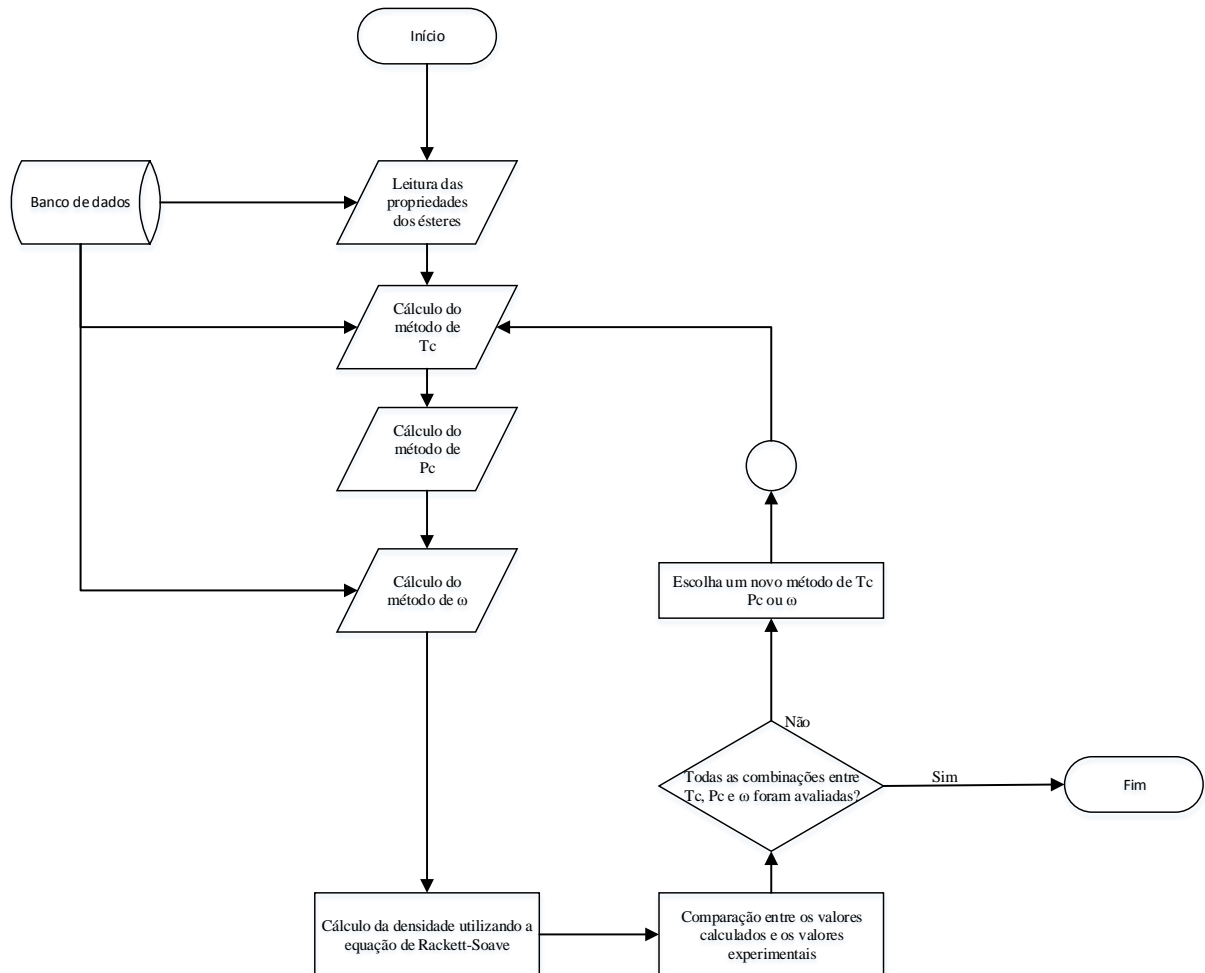 Início
Banco de dados
Leitura das
propriedades
dos ésteres
Cálculo do
método de
Tc
Cálculo do
método de
Pc
Cálculo do
método de ω
Escolha um novo método de Tc
Pc ou ω
Não
Todas as combinações entre
Tc, Pc e ω foram avaliadas?
Sim
Fim
Cálculo da densidade utilizando a
equação de Rackett-Soave
Comparação entre os valores
calculados e os valores
experimentais